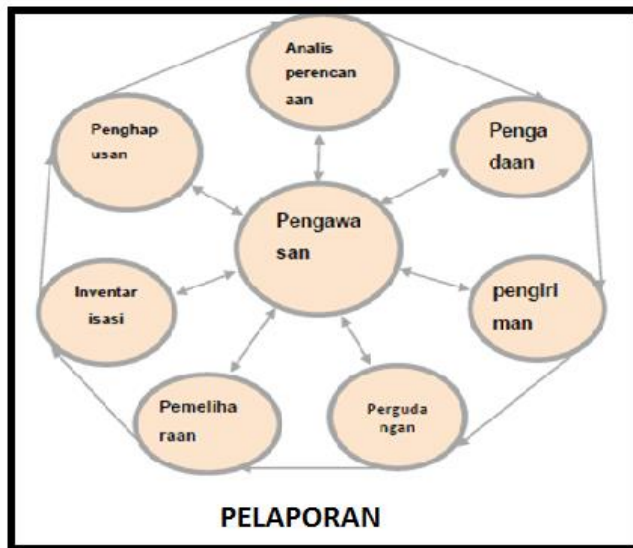 Analis
perencan
aan
Penga
daan
pengiri
man
Perguda
ngan
Pemeliha
raan
Inventar
isasi
Penghap
usan
Pengawa
san
PELAPORAN